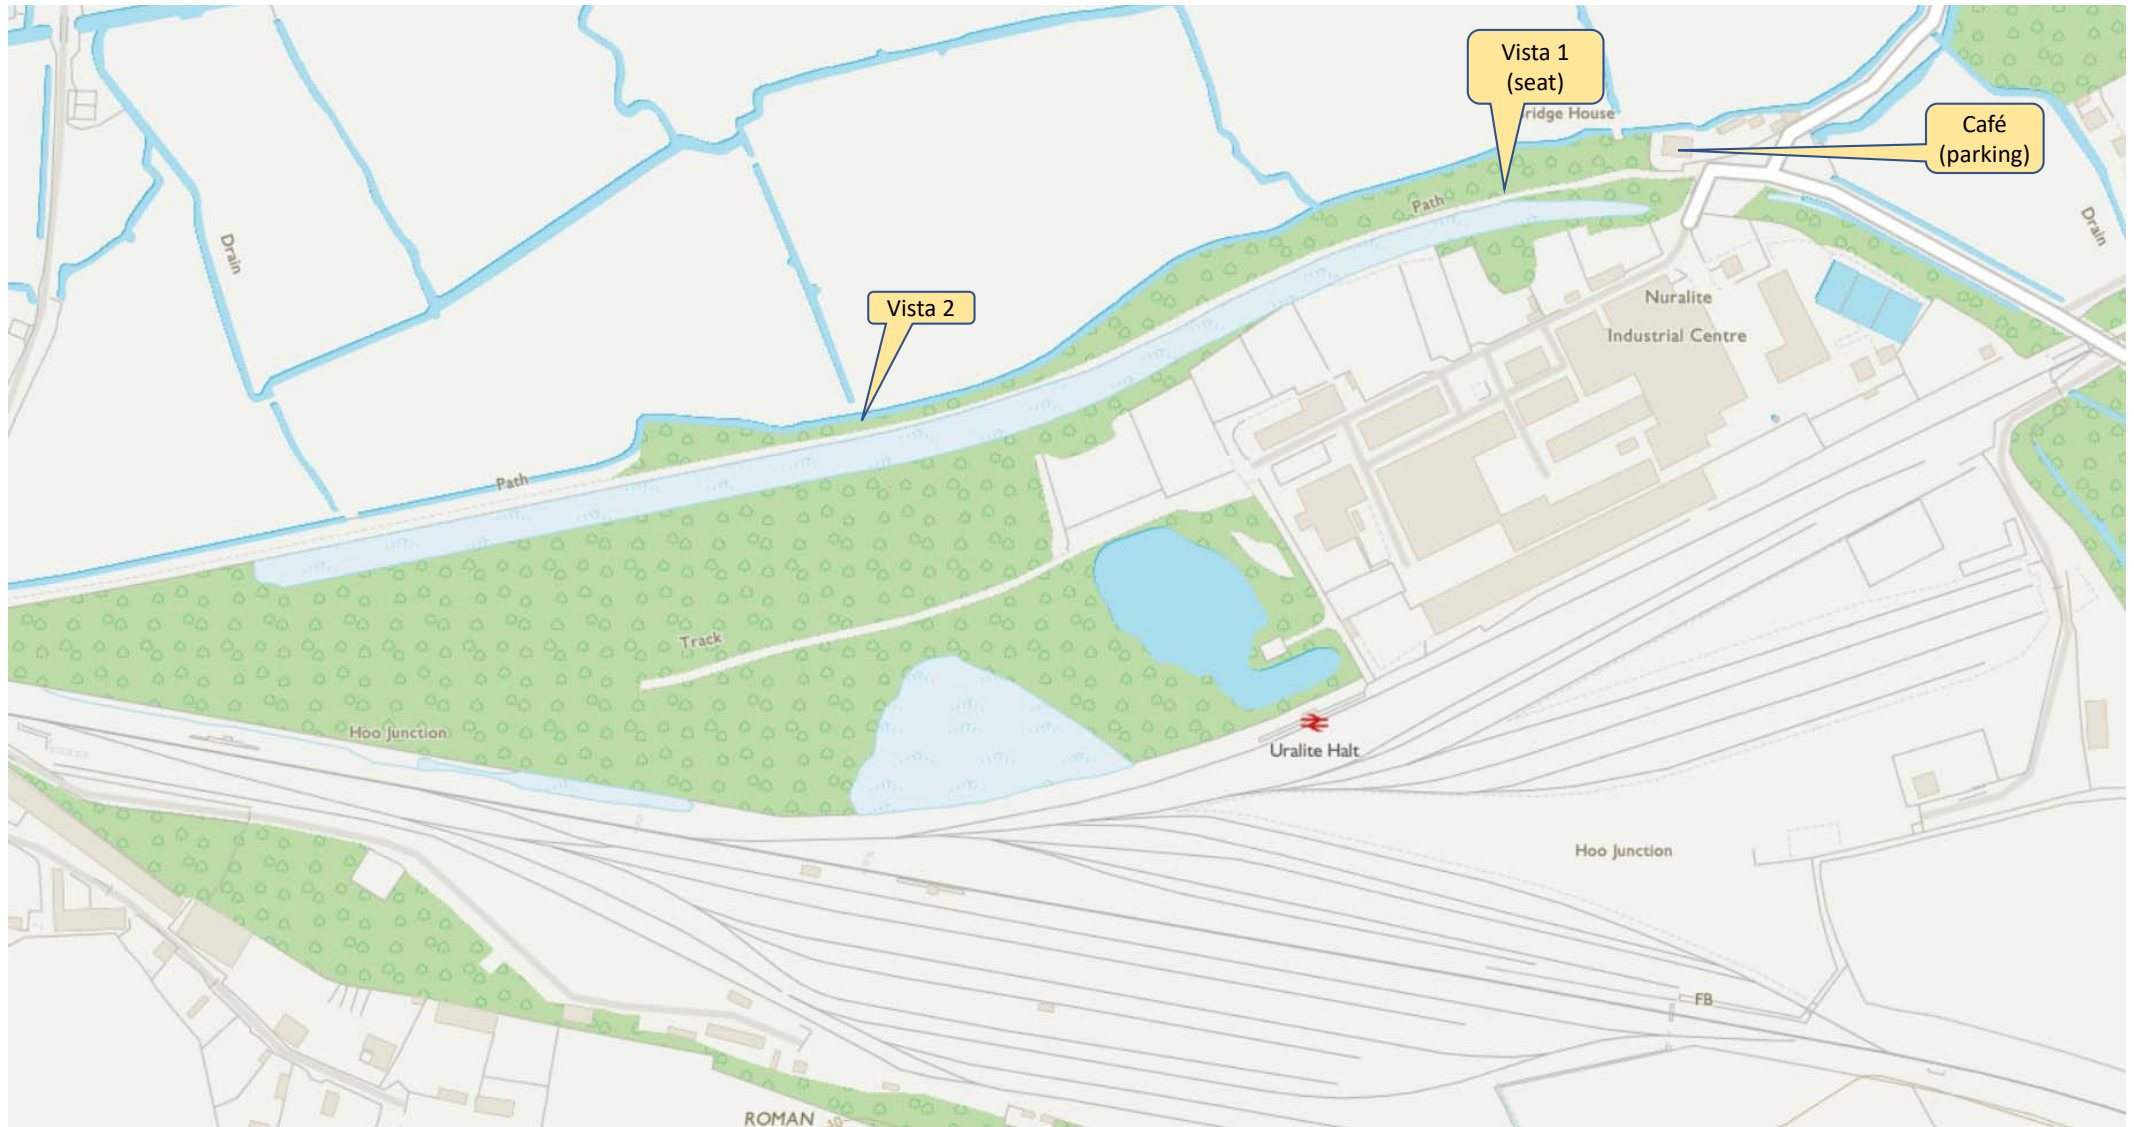 Vista 1
(seat)
ridge House
Café
(parking)
Path
Drain
Drain
Nuralite
Industrial Centre
Vista 2
Path
Track
Hoo Junction
Uralite Halt
Hoo Junction
FB
ROMAN
10